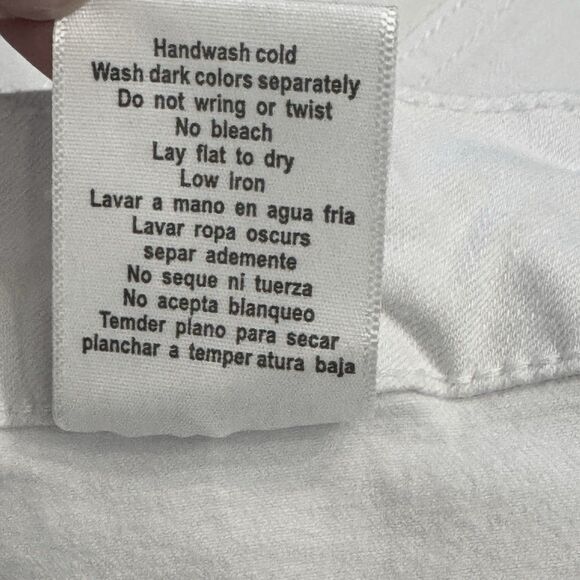 Handwash cold
Wash dark colors separately
Do not wring or twist
No bleach
Lay flat to dry
Low iron
Lavar a mano en agua fria
Lavar ropa oscurs
separ ademente
No seque ni tuerza
No acepta blanqueo
Temder plano para secar
planchar a temper atura baja